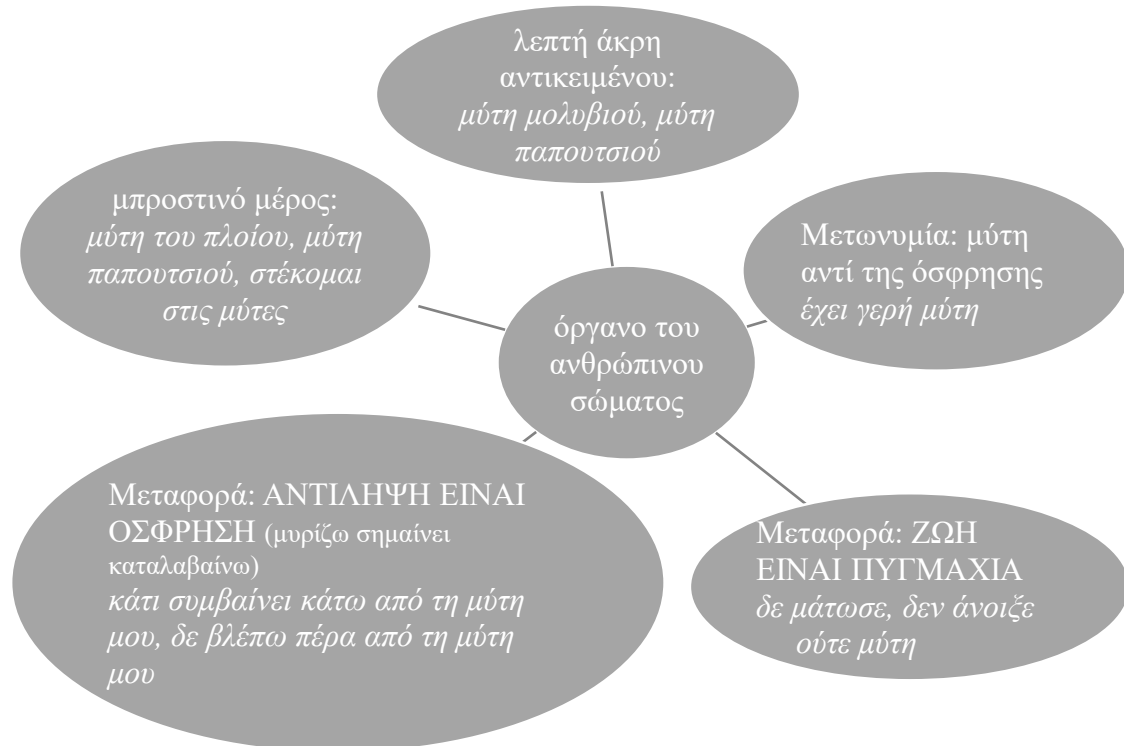 λεπτή άκρη
αντικειμένου:
μύτη μολυβιού, μύτη
παπουτσιού
μπροστινό μέρος:
μύτη του πλοίου, μύτη
παπουτσιού, στέκομαι
στις μύτες
Μετωνυμία: μύτη
αντί της όσφρησης
έχει γερή μύτη
όργανο του
ανθρώπινου
σώματος
Μεταφορά: ΑΝΤΙΛΗΨΗ ΕΙΝΑΙ
ΟΣΦΡΗΣΗ (μυρίζω σημαίνει
καταλαβαίνω)
κάτι συμβαίνει κάτω από τη μύτη
μου, δε βλέπω πέρα από τη μύτη
μου
Μεταφορά: ΖΩΗ
ΕΙΝΑΙ ΠΥΓΜΑΧΙΑ
δε μάτωσε, δεν άνοιξε
ούτε μύτη